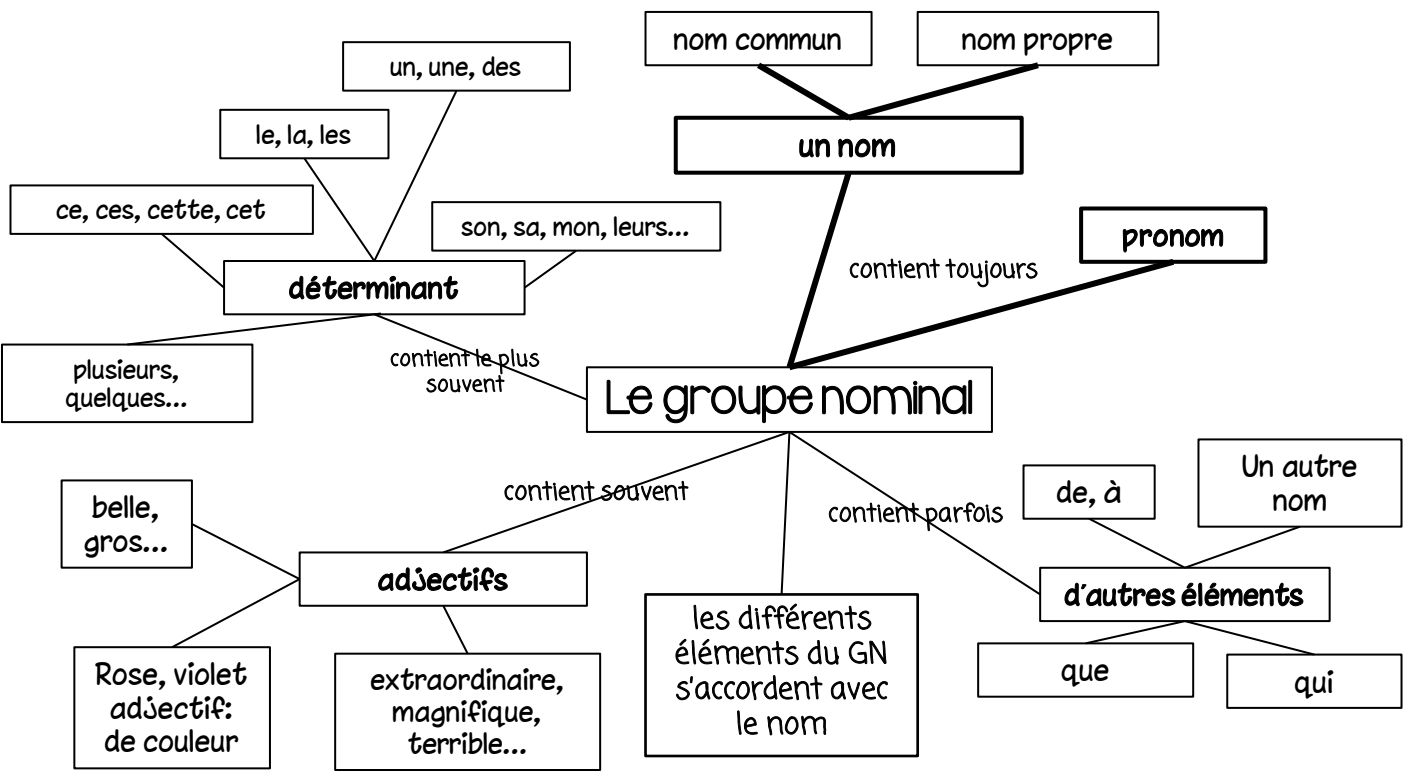 nom commun
nom propre
un, une, des
le, la, les
un nom
ce, ces, cette, cet
son, sa, mon, leurs...
pronom
contient toujours
déterminant
contient le plus
souvent
plusieurs,
quelques...
Le groupe nominal
contient souvent
contient parfois
de, à
Un autre
nom
belle,
gros...
adjectifs
d'autres éléments
les différents
éléments du GN
s'accordent avec
le nom
Rose, violet
adjectif:
de couleur
extraordinaire,
magnifique,
terrible...
que
qui